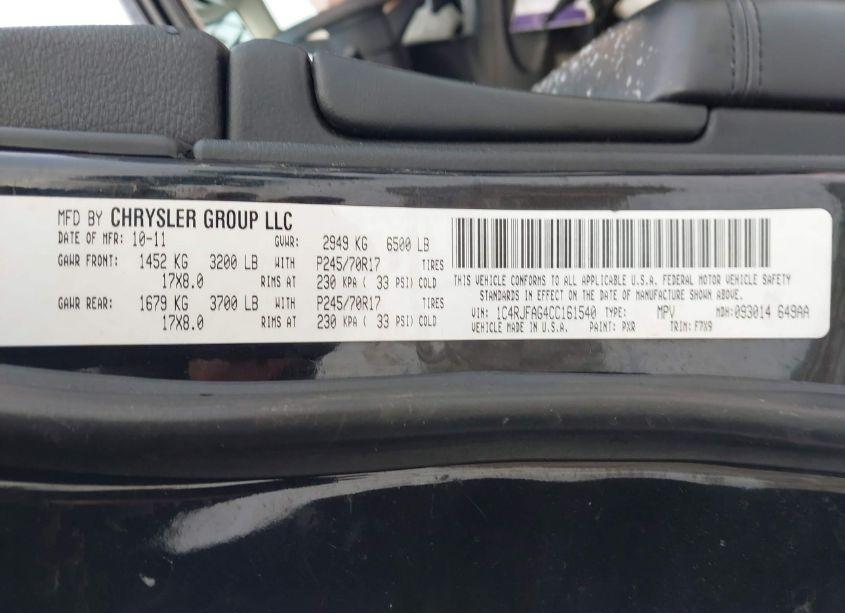 MFD BY CHRYSLER GROUP LLC
DATE OF MFR: 10-11 GVWR: 2949 KG 6500 LB
GAWR FRONT: 1452 KG 3200 LB WITH P245/70R17 TIRES
17X8.0 RIMS AT 230 KPA ( 33 PSI) COLD
GAWR REAR: 1679 KG 3700 LB WITH P245/70R17 TIRES
17X8.0 RIMS AT 230 KPA ( 33 PSI) COLD
THIS VEHICLE CONFORMS TO ALL APPLICABLE U.S.A. FEDERAL MOTOR VEHICLE SAFETY
STANDARDS IN EFFECT ON THE DATE OF MANUFACTURE SHOWN ABOVE.
VIN: 1C4RJFAG4CC161540 TYPE: MPV MDH: 093014 649AA
VEHICLE MADE IN U.S.A. PAINT: PXR TRIM: F7X9